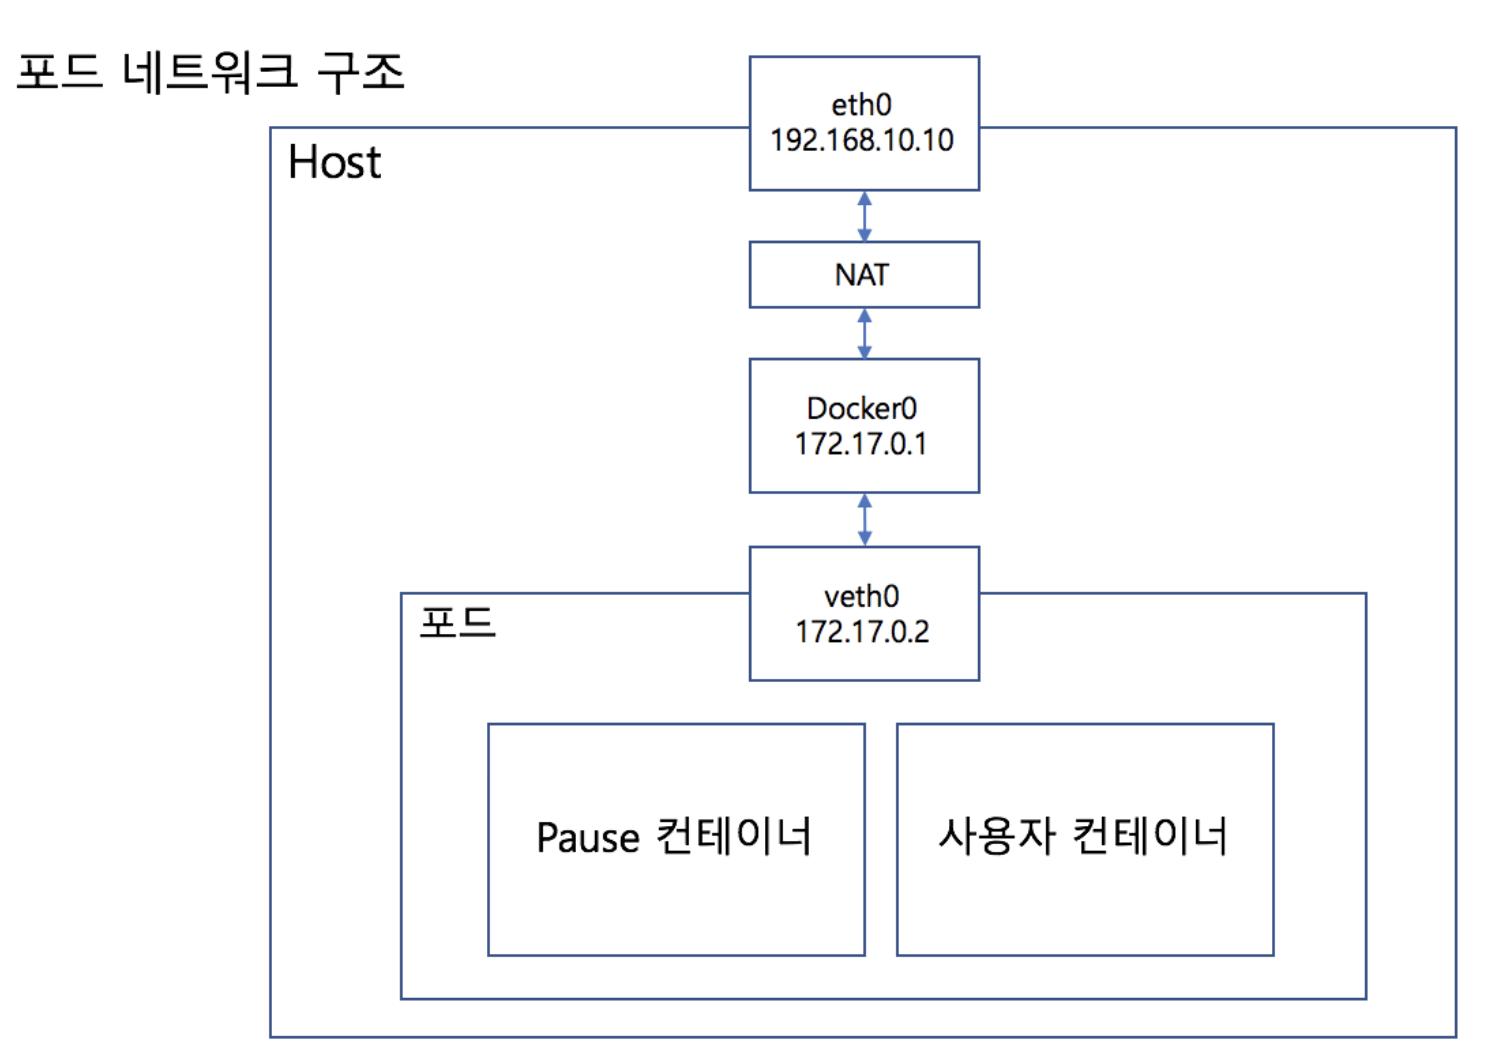 포드 네트워크 구조
eth0
192.168.10.10
Host
NAT
Docker0
172.17.0.1
veth0
172.17.0.2
포드
Pause 컨테이너
사용자 컨테이너